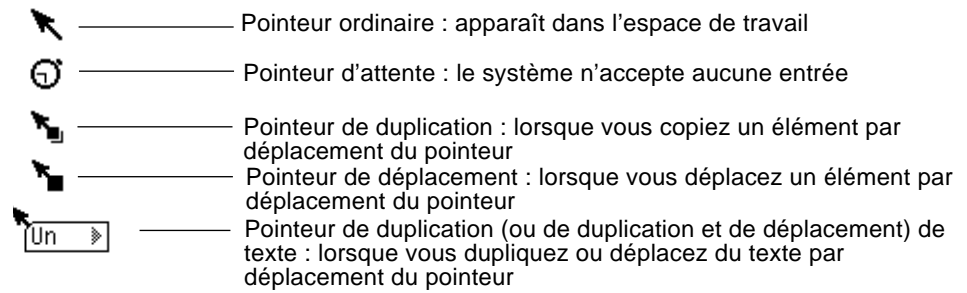 Pointeur ordinaire : apparaît dans l’espace de travail
Pointeur d’attente : le système n’accepte aucune entrée
Pointeur de duplication : lorsque vous copiez un élément par
déplacement du pointeur
Pointeur de déplacement : lorsque vous déplacez un élément par
déplacement du pointeur
Un
Pointeur de duplication (ou de duplication et de déplacement) de
texte : lorsque vous dupliquez ou déplacez du texte par
déplacement du pointeur